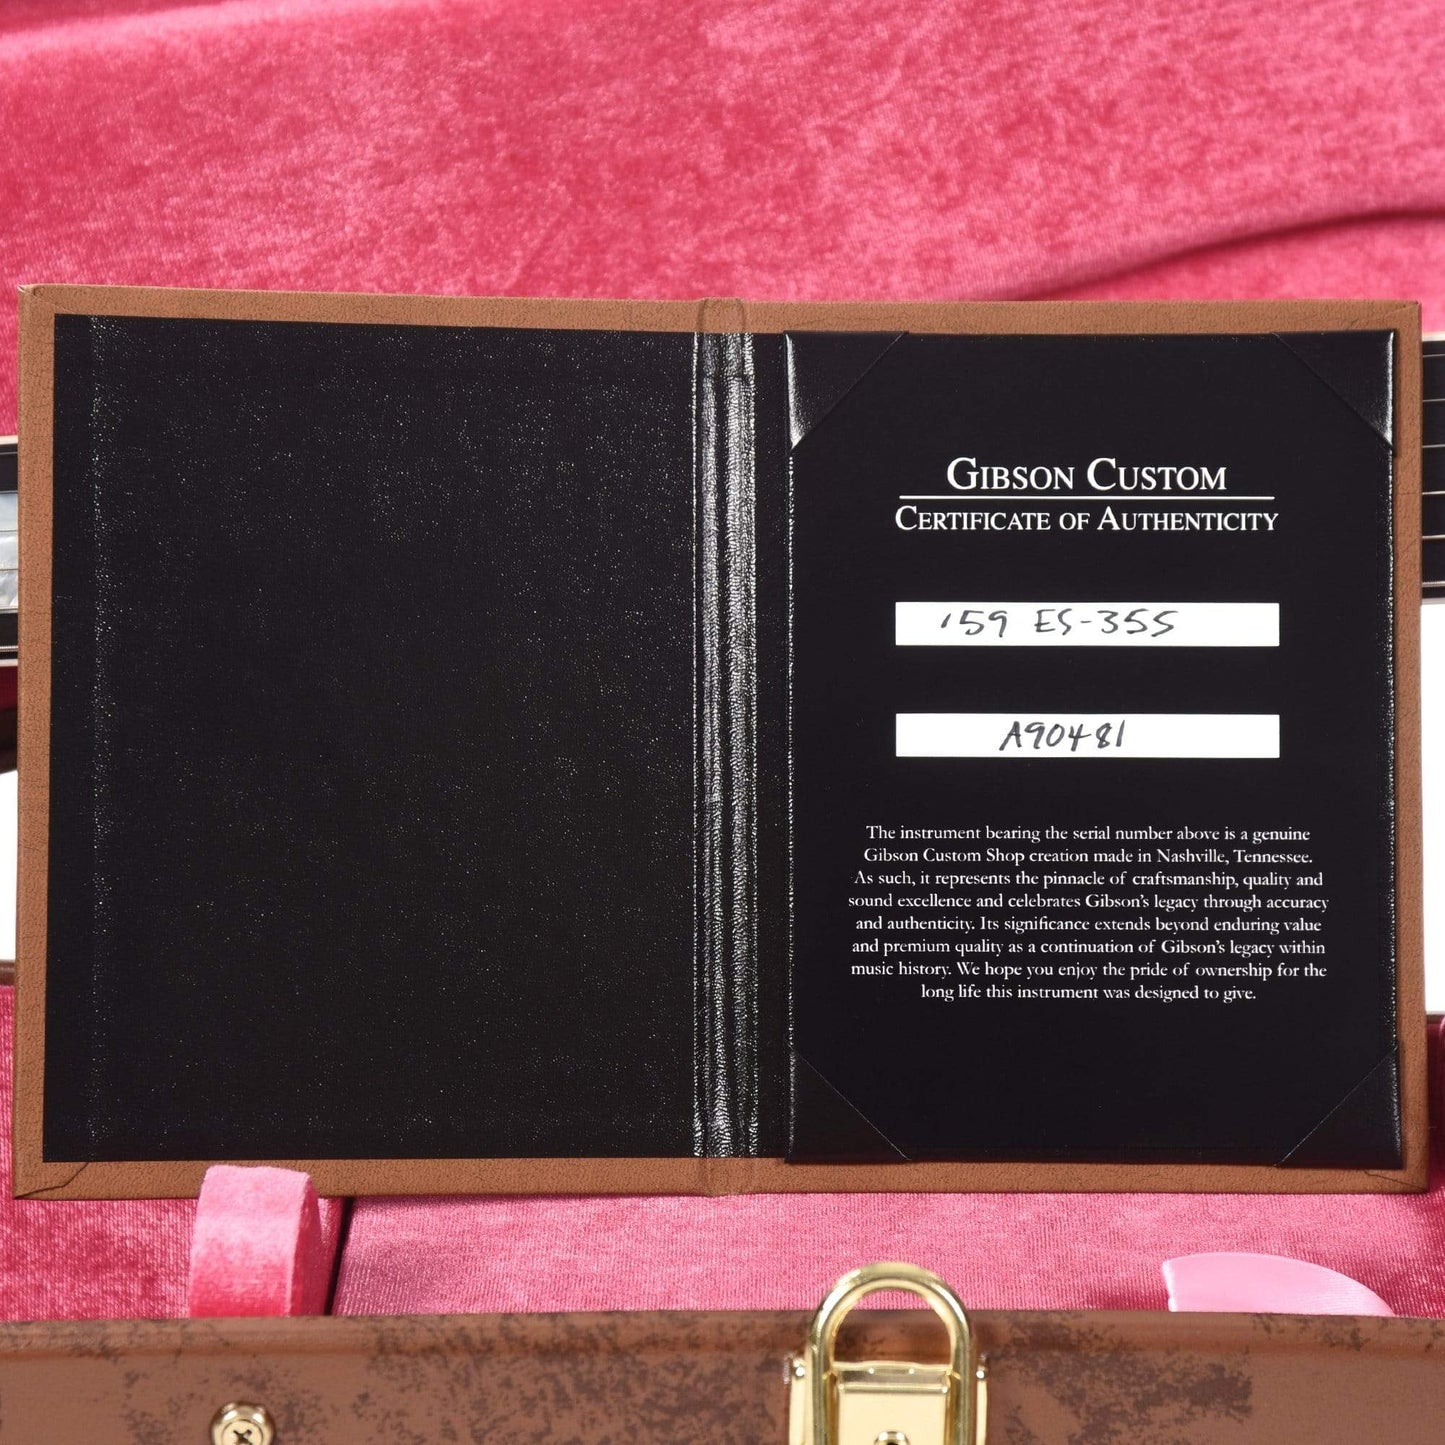 GIBSON CUSTOM
CERTIFICATE OF AUTHENTICITY
'59 ES-355
A90481
The instrument bearing the serial number above is a genuine
Gibson Custom Shop creation made in Nashville, Tennessee.
As such, it represents the pinnacle of craftsmanship, quality and
sound excellence and celebrates Gibson's legacy through accuracy
and authenticity. Its significance extends beyond enduring value
and premium quality as a continuation of Gibson's legacy within
music history. We hope you enjoy the pride of ownership for the
long life this instrument was designed to give.